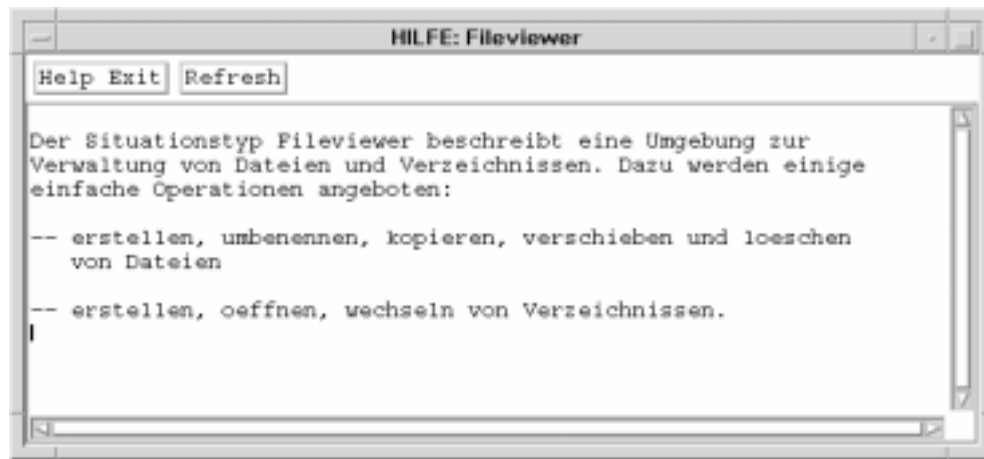 HILFE: Fileviewer
Help Exit Refresh
Der Situationstyp Fileviewer beschreibt eine Umgebung zur
Verwaltung von Dateien und Verzeichnissen. Dazu werden einige
einfache Operationen angeboten:
-- erstellen, umbenennen, kopieren, verschieben und loeschen
von Dateien
-- erstellen, oeffnen, wechseln von Verzeichnissen.